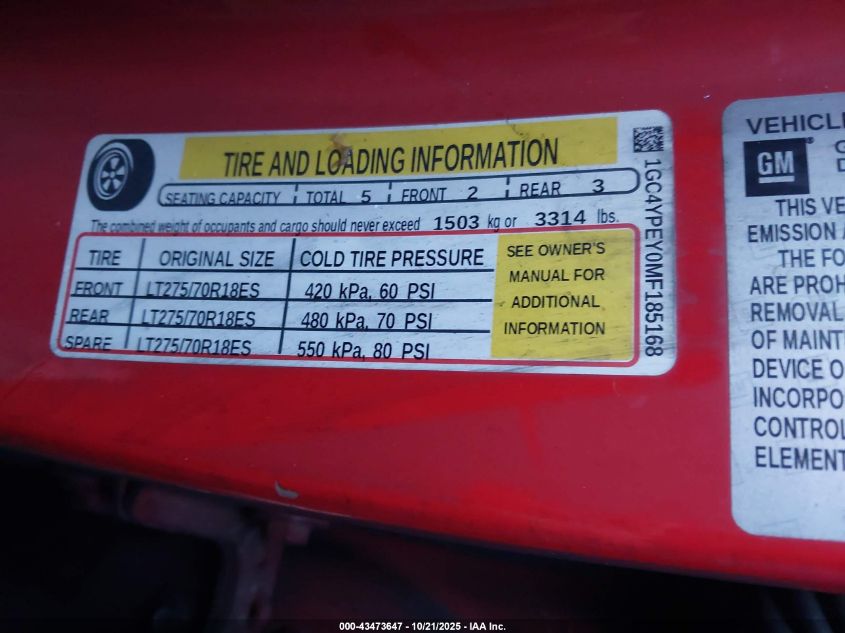 TIRE AND LOADING INFORMATION
SEATING CAPACITY TOTAL 5 FRONT 2 REAR 3
The combined weight of occupants and cargo should never exceed 1503 kg or 3314 lbs.
TIRE ORIGINAL SIZE COLD TIRE PRESSURE
FRONT LT275/70R18ES 420 kPa, 60 PSI
REAR LT275/70R18ES 480 kPa, 70 PSI
SPARE LT275/70R18ES 550 kPa, 80 PSI
SEE OWNER'S
MANUAL FOR
ADDITIONAL
INFORMATION
1GC4YPEY0MF185168
VEHICLE
GM
THIS VE
EMISSION A
THE FO
ARE PROH
REMOVAL
OF MAINT
DEVICE O
INCORPO
CONTROL
ELEMENT
000-43473647 - 10/21/2025 - IAA Inc.